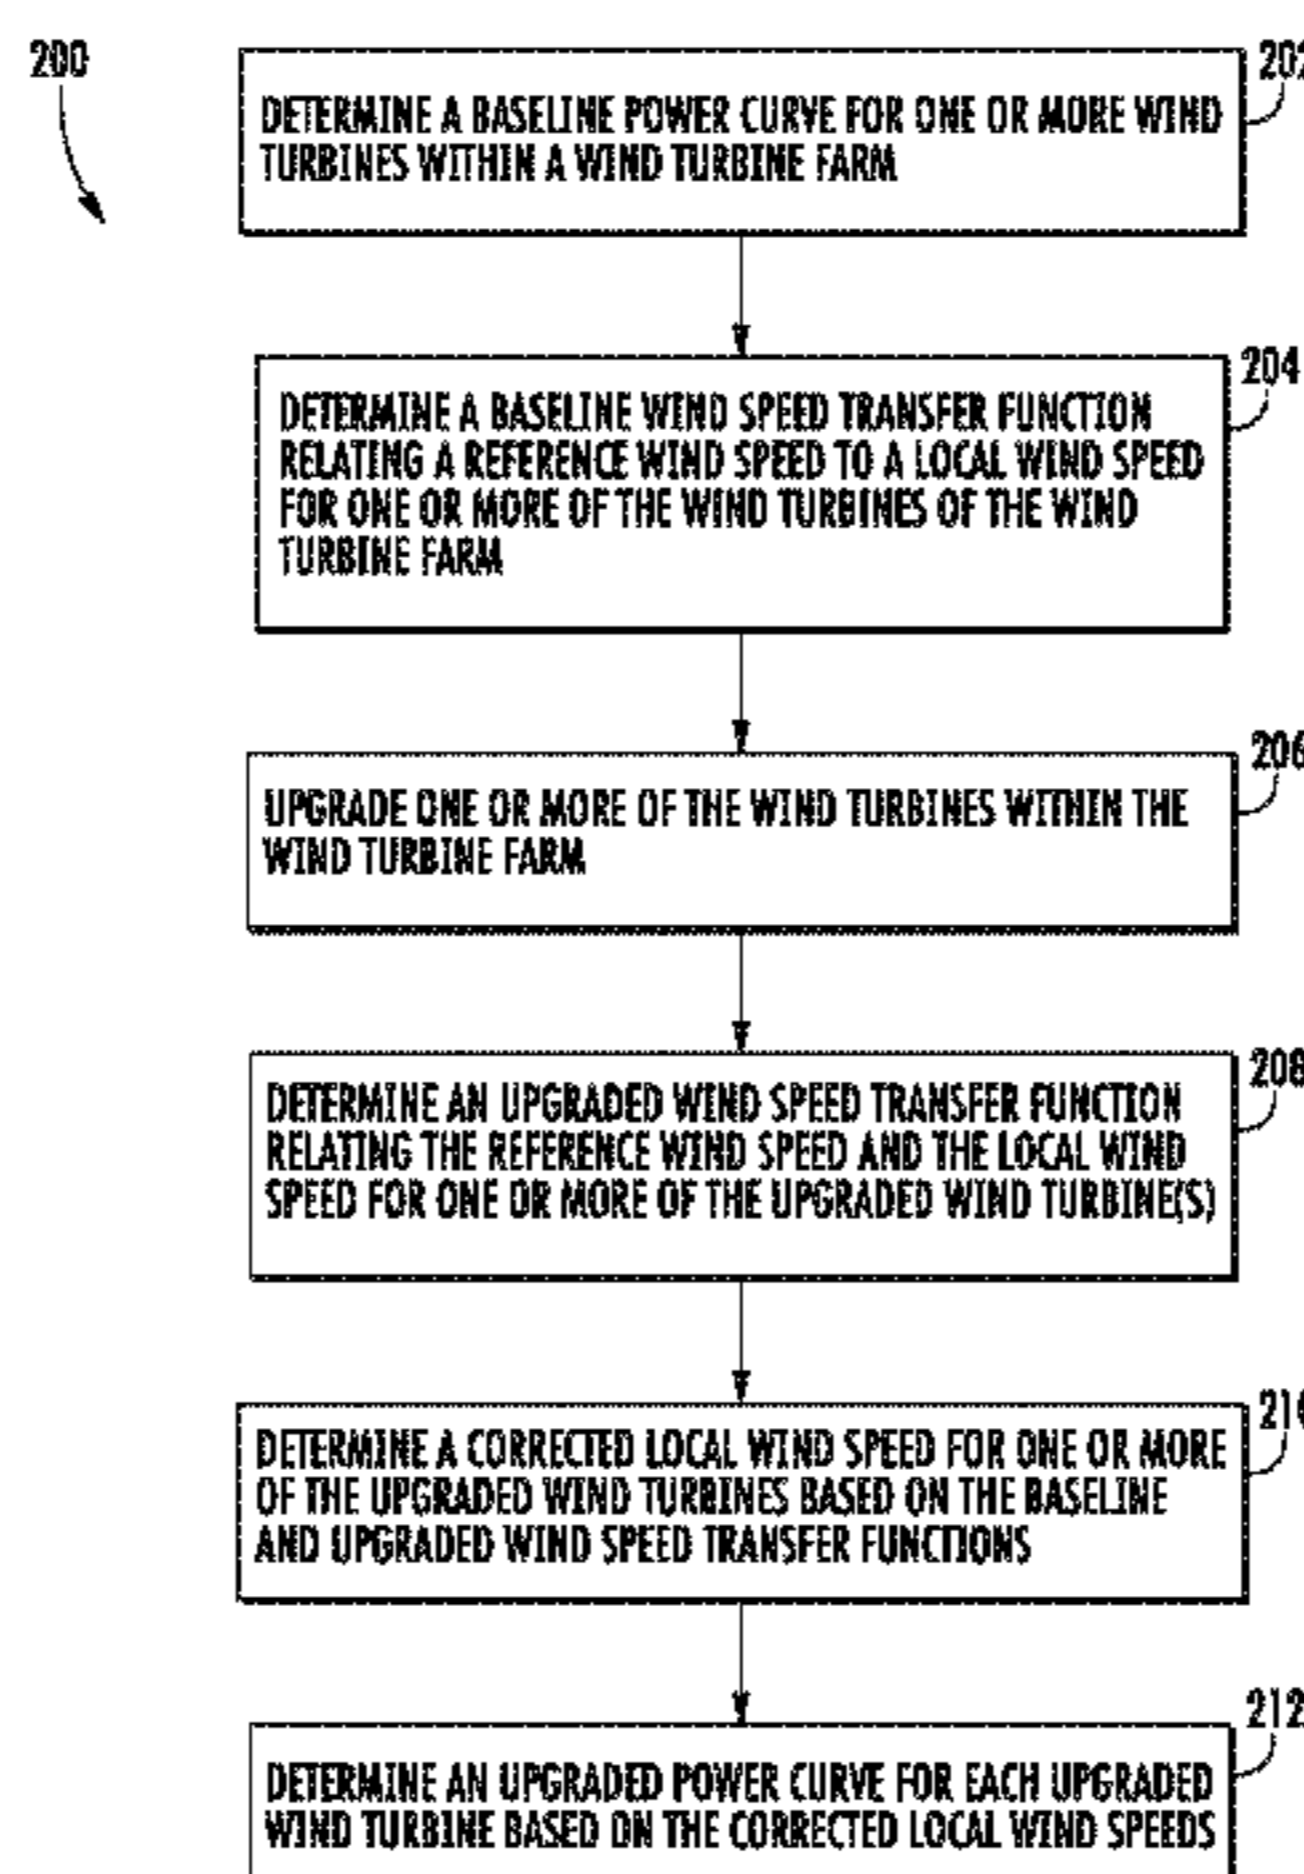 200
202
DETERMINE A BASELINE POWER CURVE FOR ONE OR MORE WIND
TURBINES WITHIN A WIND TURBINE FARM
204
DETERMINE A BASELINE WIND SPEED TRANSFER FUNCTION
RELATING A REFERENCE WIND SPEED TO A LOCAL WIND SPEED
FOR ONE OR MORE OF THE WIND TURBINES OF THE WIND
TURBINE FARM
206
UPGRADE ONE OR MORE OF THE WIND TURBINES WITHIN THE
WIND TURBINE FARM
208
DETERMINE AN UPGRADED WIND SPEED TRANSFER FUNCTION
RELATING THE REFERENCE WIND SPEED AND THE LOCAL WIND
SPEED FOR ONE OR MORE OF THE UPGRADED WIND TURBINE(S)
210
DETERMINE A CORRECTED LOCAL WIND SPEED FOR ONE OR MORE
OF THE UPGRADED WIND TURBINES BASED ON THE BASELINE
AND UPGRADED WIND SPEED TRANSFER FUNCTIONS
212
DETERMINE AN UPGRADED POWER CURVE FOR EACH UPGRADED
WIND TURBINE BASED ON THE CORRECTED LOCAL WIND SPEEDS